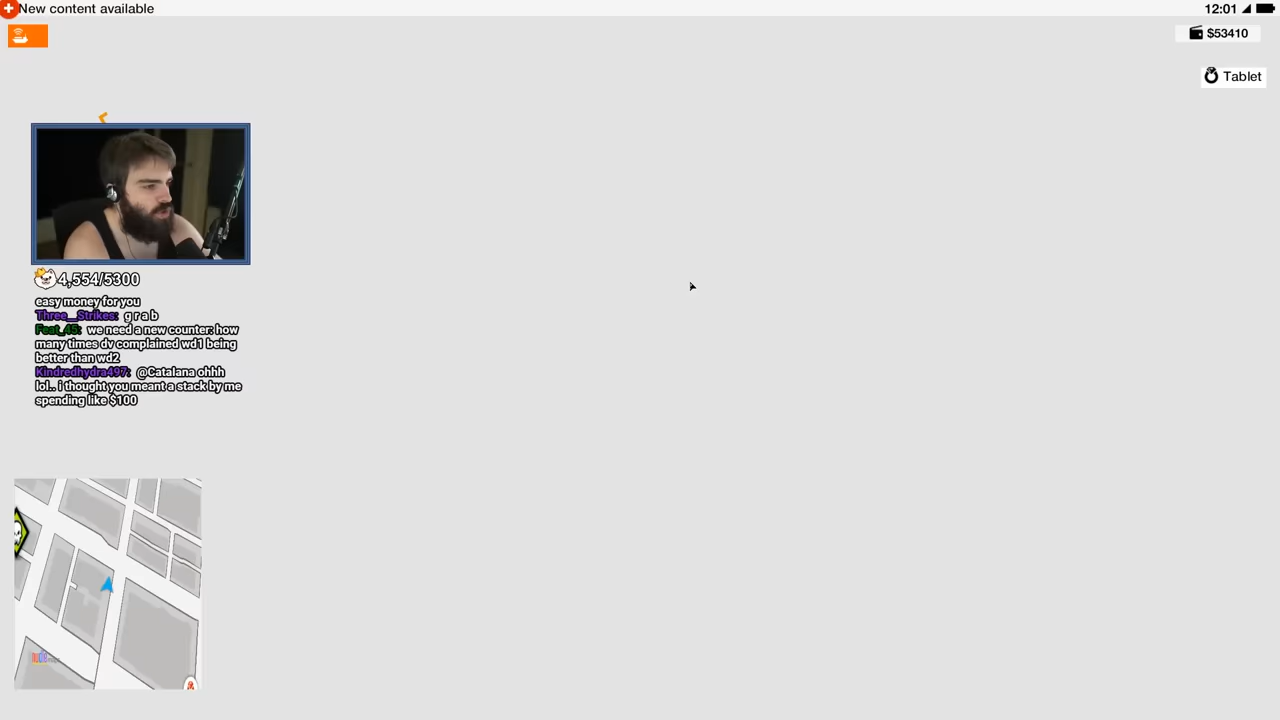 New content available
12:01
$53410
Tablet
4,554/5300
easy money for you
Three__Strikes: g r a b
Feat_45: we need a new counter: how
many times dv complained wd1 being
better than wd2
Kindredhydra497: @Catalana ohhh
lol.. i thought you meant a stack by me
spending like $100